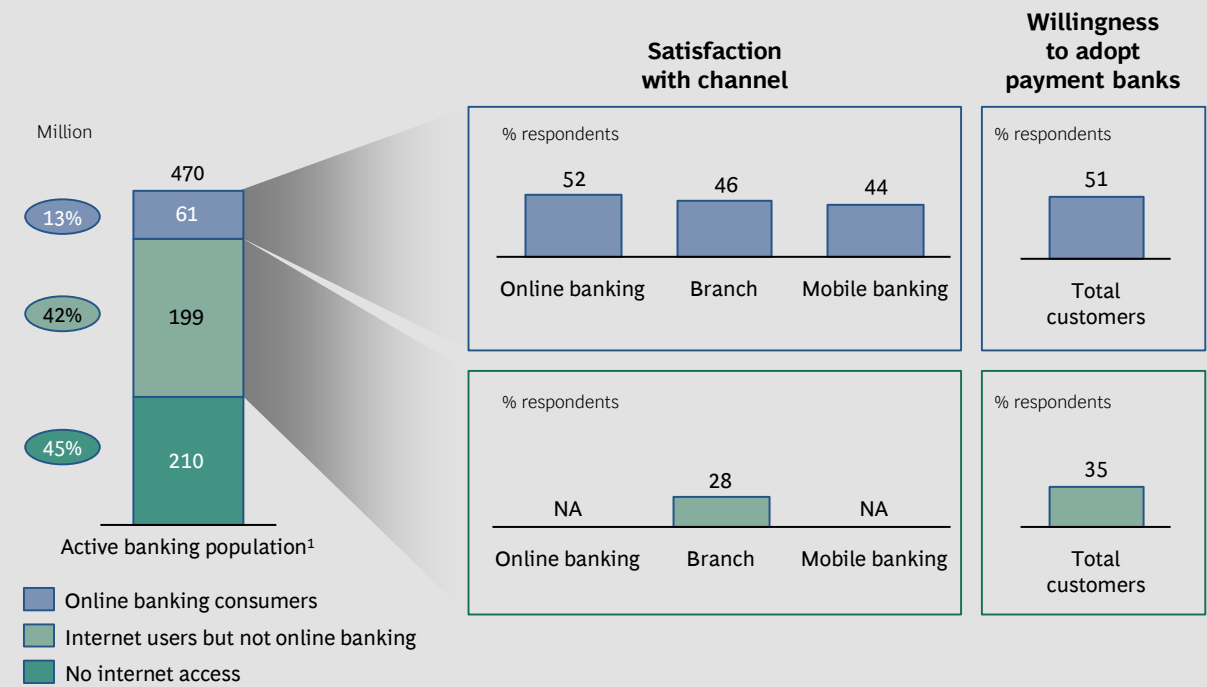 Satisfaction
with channel
Willingness
to adopt
payment banks
Million
470
13%
61
42%
199
45%
210
Active banking population¹
Online banking consumers
Internet users but not online banking
No internet access
% respondents
52
46
44
Online banking
Branch
Mobile banking
% respondents
51
Total
customers
% respondents
NA
28
NA
Online banking
Branch
Mobile banking
% respondents
35
Total
customers